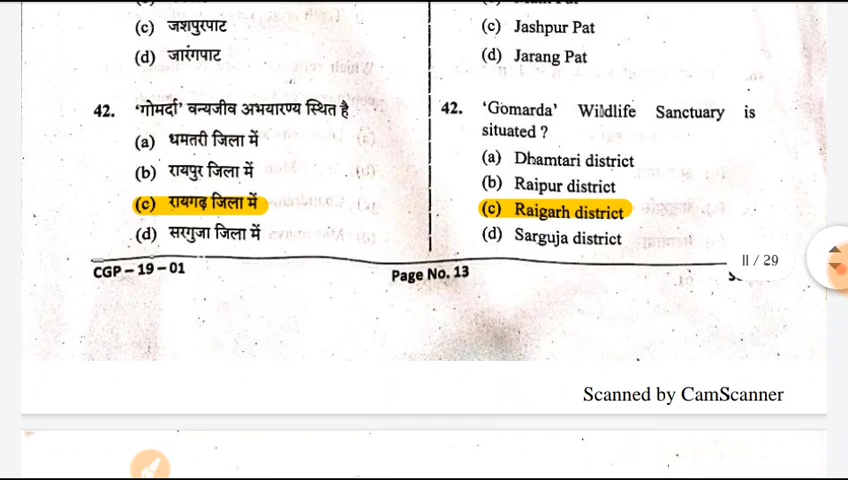 (c) जशपुरपाट
(d) जारंगपाट
42. ‘गोमर्दा’ वन्यजीव अभयारण्य स्थित है
(a) धमतरी जिला में
(b) रायपुर जिला में
(c) रायगढ़ जिला में
(d) सरगुजा जिला में
(c) Jashpur Pat
(d) Jarang Pat
42. ‘Gomarda’ Wildlife Sanctuary is
situated ?
(a) Dhamtari district
(b) Raipur district
(c) Raigarh district
(d) Sarguja district
CGP – 19 – 01
Page No. 13
11 / 29
Scanned by CamScanner